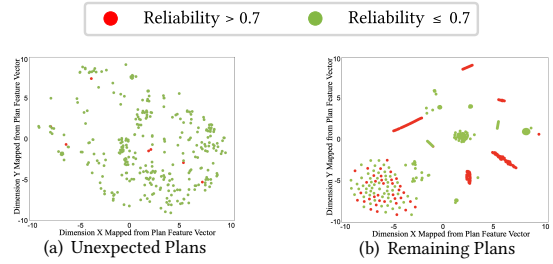 Reliability > 0.7 Reliability ≤ 0.7
Dimension Y Mapped from Plan Feature Vector
10
5
0
-5
-10
-10 -5 0 5 10
Dimension X Mapped from Plan Feature Vector
(a) Unexpected Plans
Dimension Y Mapped from Plan Feature Vector
10
5
0
-5
-10
-10 -5 0 5 10
Dimension X Mapped from Plan Feature Vector
(b) Remaining Plans